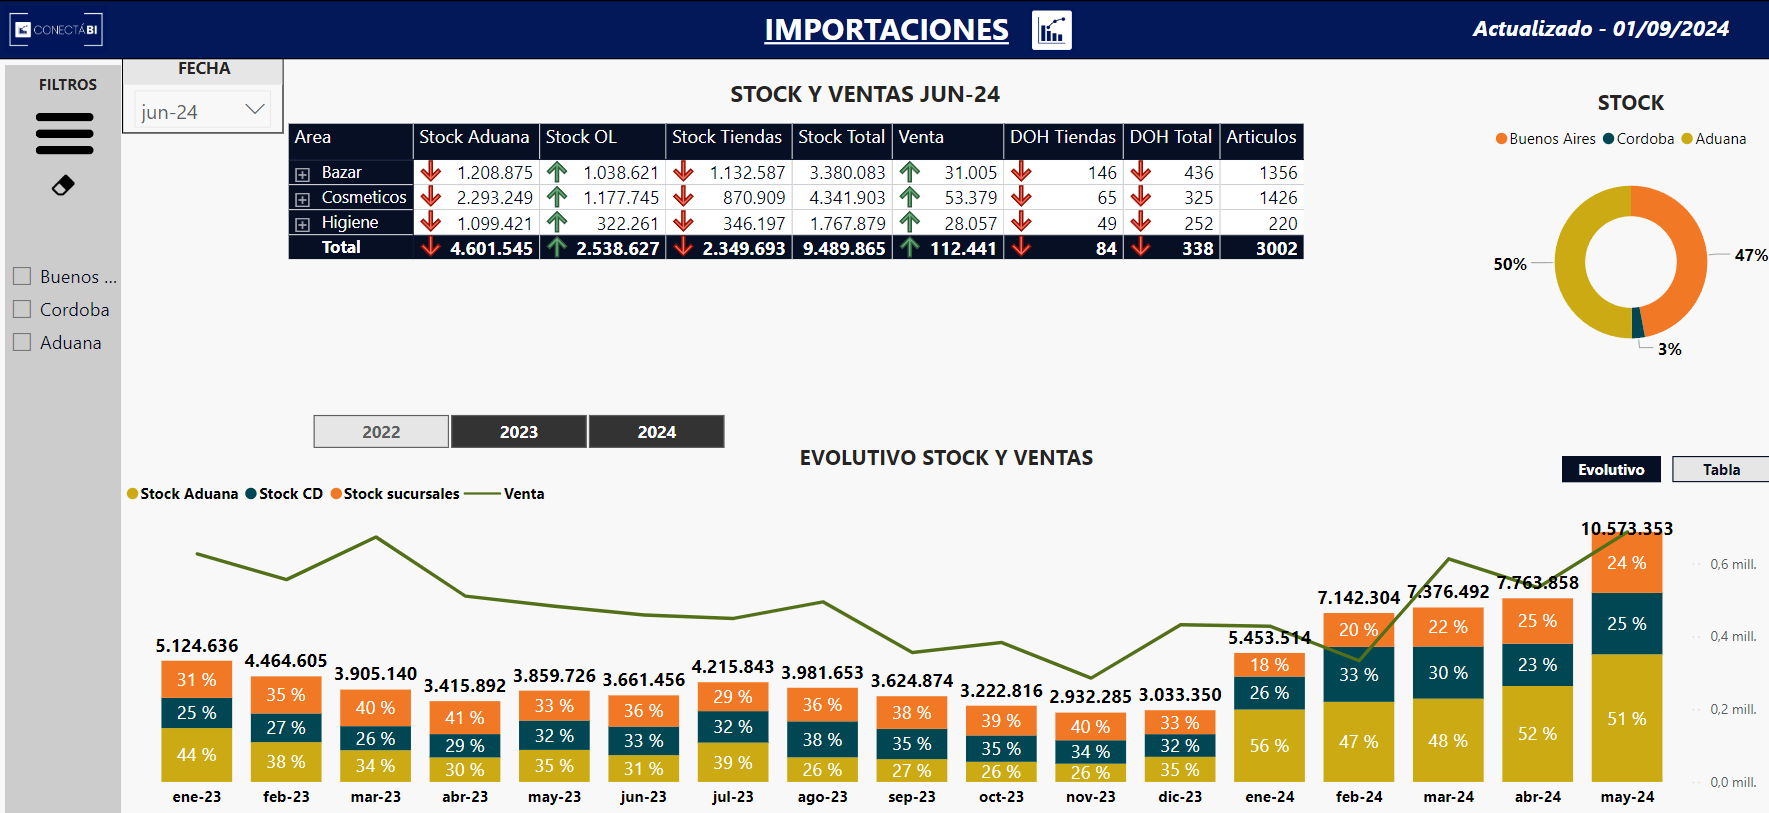 CONECTÁBI
IMPORTACIONES
Actualizado - 01/09/2024
FILTROS
FECHA
jun-24
Buenos ...
Cordoba
Aduana
STOCK Y VENTAS JUN-24
Area Stock Aduana Stock OL Stock Tiendas Stock Total Venta DOH Tiendas DOH Total Articulos
Bazar 1.208.875 1.038.621 1.132.587 3.380.083 31.005 146 436 1356
Cosmeticos 2.293.249 1.177.745 870.909 4.341.903 53.379 65 325 1426
Higiene 1.099.421 322.261 346.197 1.767.879 28.057 49 252 220
Total 4.601.545 2.538.627 2.349.693 9.489.865 112.441 84 338 3002
STOCK
Buenos Aires Cordoba Aduana
50%
47%
3%
2022 2023 2024
EVOLUTIVO STOCK Y VENTAS
Evolutivo Tabla
Stock Aduana Stock CD Stock sucursales Venta
5.124.636 4.464.605 3.905.140 3.415.892 3.859.726 3.661.456 4.215.843 3.981.653 3.624.874 3.222.816 2.932.285 3.033.350 5.453.514 7.142.304 7.376.492 7.763.858 10.573.353
31 % 35 % 40 % 41 % 33 % 36 % 29 % 36 % 38 % 39 % 40 % 33 % 18 % 20 % 22 % 25 % 24 %
25 % 27 % 26 % 29 % 32 % 33 % 32 % 38 % 35 % 35 % 34 % 32 % 26 % 33 % 30 % 23 % 25 %
44 % 38 % 34 % 30 % 35 % 31 % 39 % 26 % 27 % 26 % 26 % 35 % 56 % 47 % 48 % 52 % 51 %
0,6 mill.
0,4 mill.
0,2 mill.
0,0 mill.
ene-23 feb-23 mar-23 abr-23 may-23 jun-23 jul-23 ago-23 sep-23 oct-23 nov-23 dic-23 ene-24 feb-24 mar-24 abr-24 may-24